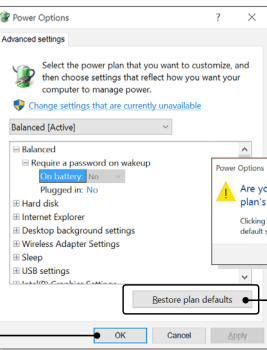 Power Options
Advanced settings
Select the power plan that you want to customize, and
then choose settings that reflect how you want your
computer to manage power.
Change settings that are currently unavailable
Balanced [Active]
Balanced
Require a password on wakeup
On battery: No
Plugged in: No
Hard disk
Internet Explorer
Desktop background settings
Wireless Adapter Settings
Sleep
USB settings
Intel(R) Graphics Settings
Power Options
Are yo
plan's
Clicking
default s
Restore plan defaults
OK Cancel Apply